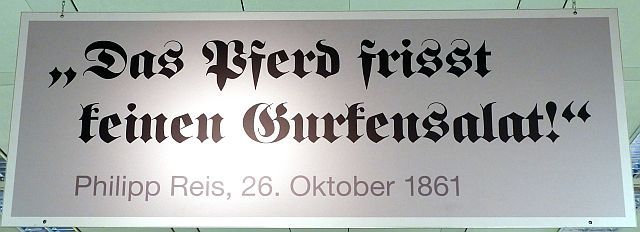 „Das Pferd frisst
keinen Gurkensalat!“
Philipp Reis, 26. Oktober 1861